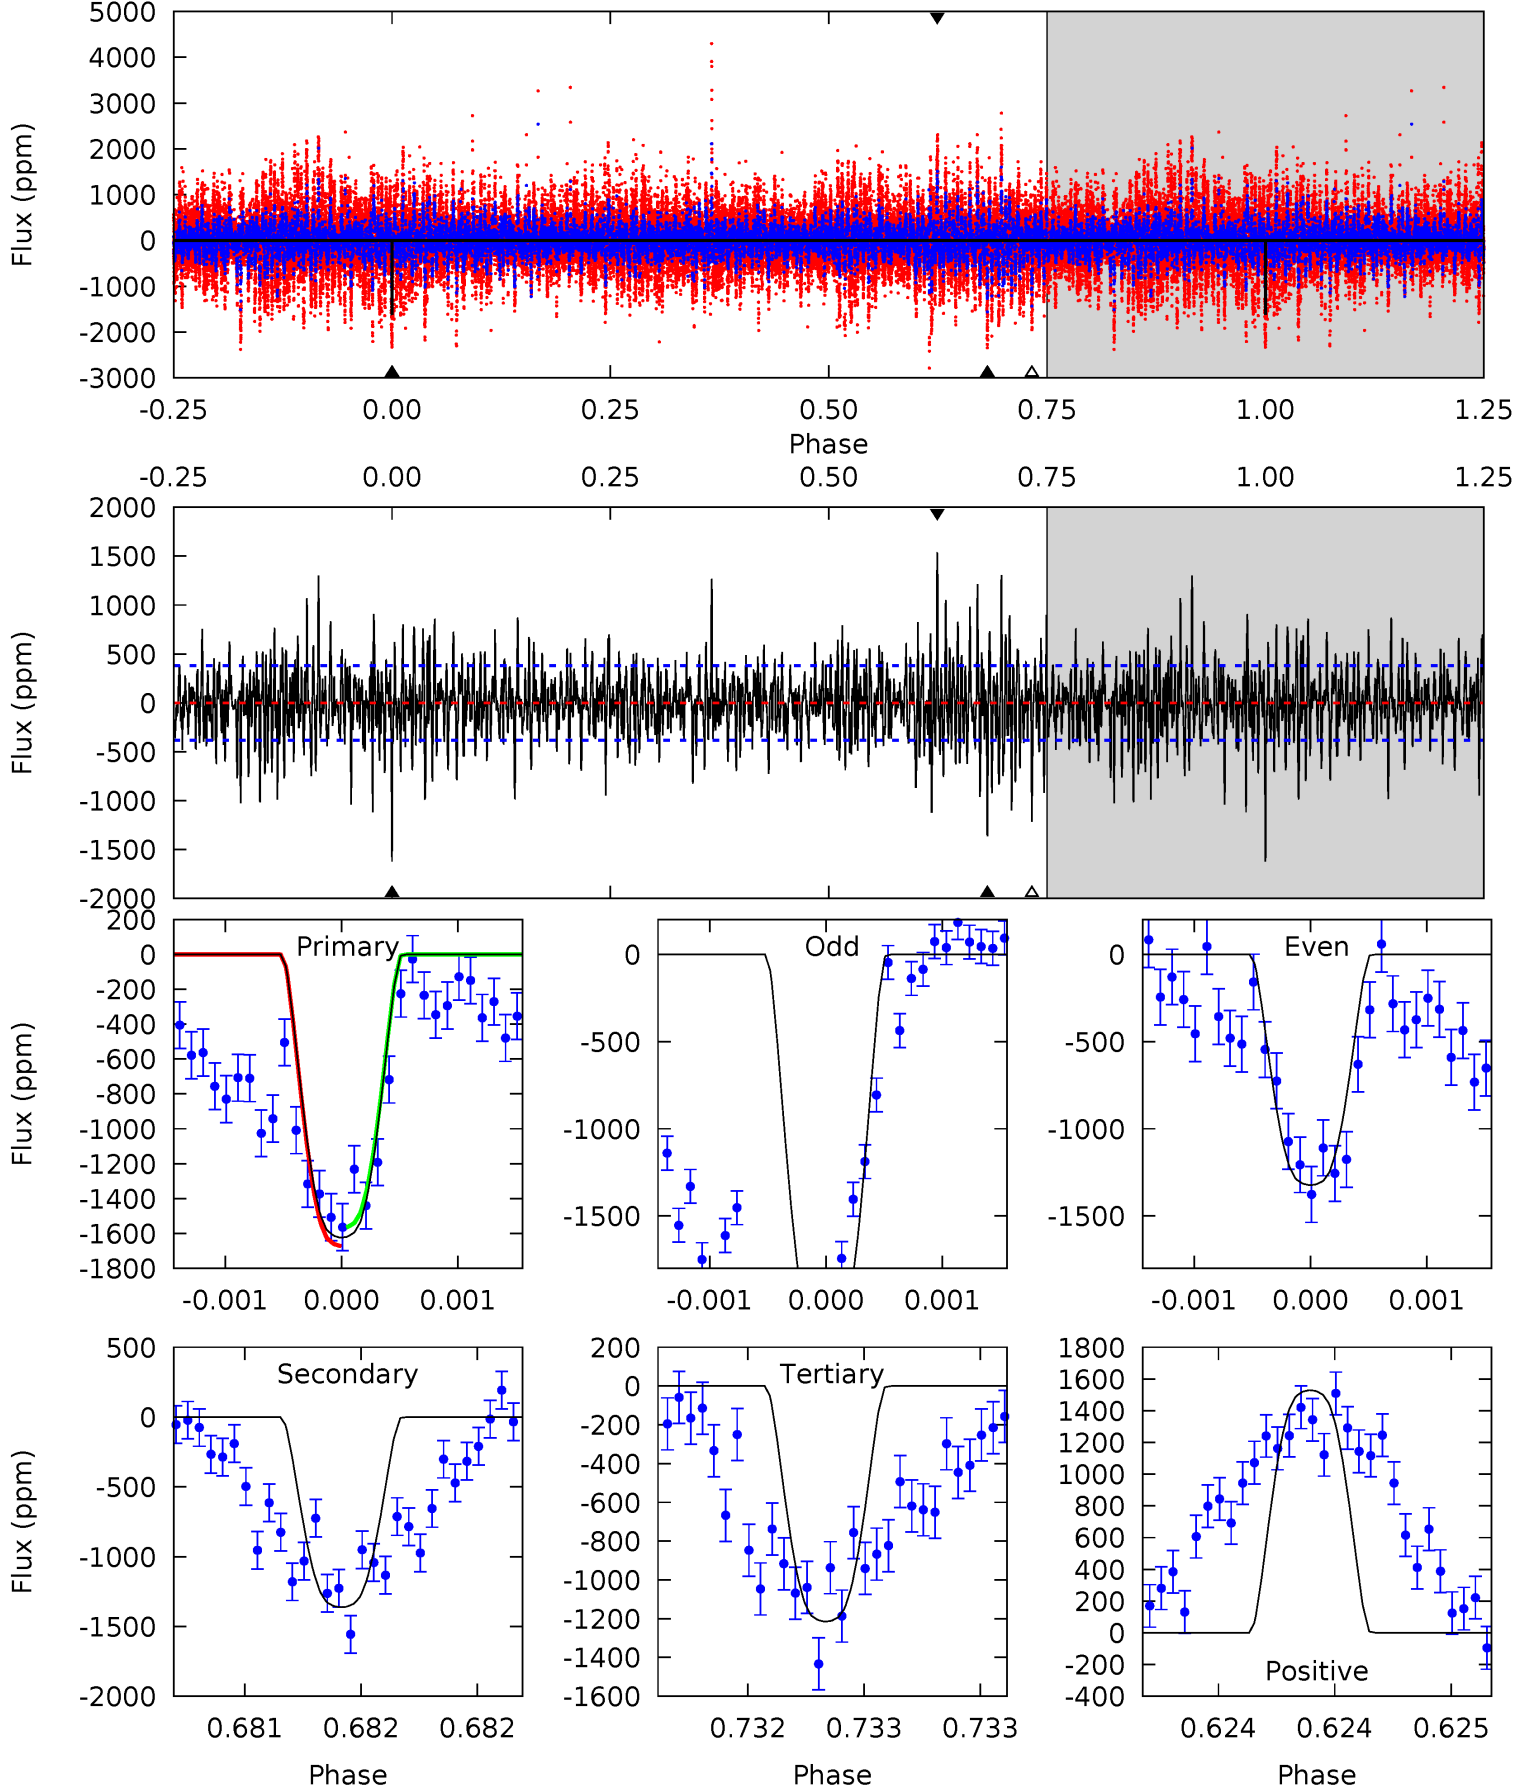 5000
4000
3000
2000
1000
0
-1000
-2000
-3000
Flux (ppm)
-0.25 0.00 0.25 0.50 0.75 1.00 1.25
Phase
-0.25 0.00 0.25 0.50 0.75 1.00 1.25
2000
1500
1000
500
0
-500
-1000
-1500
-2000
Flux (ppm)
200
0
-200
-400
-600
-800
-1000
-1200
-1400
-1600
-1800
Flux (ppm)
Primary
-0.001 0.000 0.001
0
-500
-1000
-1500
Odd
-0.001 0.000 0.001
0
-500
-1000
-1500
Even
-0.001 0.000 0.001
500
0
-500
-1000
-1500
-2000
Flux (ppm)
Secondary
0.681 0.682 0.682
Phase
200
0
-200
-400
-600
-800
-1000
-1200
-1400
-1600
Tertiary
0.732 0.733 0.733
Phase
1800
1600
1400
1200
1000
800
600
400
200
0
-200
-400
Positive
0.624 0.624 0.625
Phase